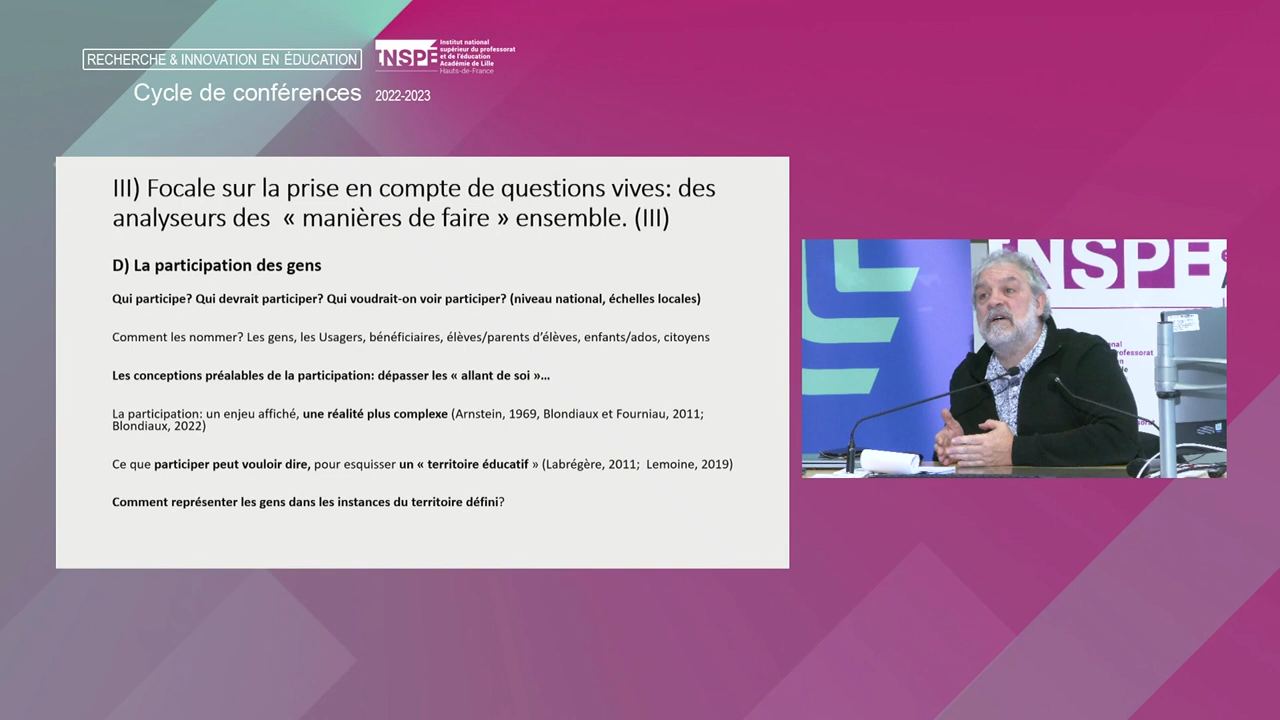 RECHERCHE & INNOVATION EN ÉDUCATION
Cycle de conférences
INSPÉ
Institut national
supérieur du professorat
et de l'éducation
Académie de Lille
Hauts-de-France
2022-2023
III) Focale sur la prise en compte de questions vives: des
analyseurs des « manières de faire » ensemble. (III)
D) La participation des gens
Qui participe? Qui devrait participer? Qui voudrait-on voir participer? (niveau national, échelles locales)
Comment les nommer? Les gens, les Usagers, bénéficiaires, élèves/parents d'élèves, enfants/ados, citoyens
Les conceptions préalables de la participation: dépasser les « allant de soi »...
La participation: un enjeu affiché, une réalité plus complexe (Arnstein, 1969, Blondiaux et Fourniau, 2011;
Blondiaux, 2022)
Ce que participer peut vouloir dire, pour esquisser un « territoire éducatif » (Labrégère, 2011; Lemoine, 2019)
Comment représenter les gens dans les instances du territoire défini?
INSPÉ